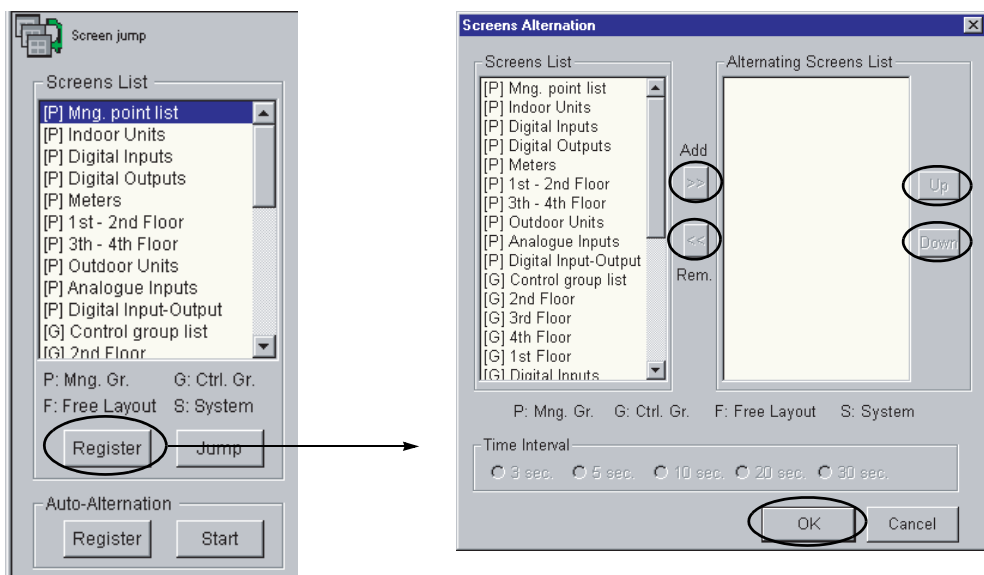 Screen jump
Screens List
[P] Mng. point list
[P] Indoor Units
[P] Digital Inputs
[P] Digital Outputs
[P] Meters
[P] 1st - 2nd Floor
[P] 3th - 4th Floor
[P] Outdoor Units
[P] Analogue Inputs
[P] Digital Input-Output
[G] Control group list
[G] 2nd Floor
P: Mng. Gr. G: Ctrl. Gr.
F: Free Layout S: System
Register Jump
Auto-Alternation
Register Start
Screens Alternation
Screens List
[P] Mng. point list
[P] Indoor Units
[P] Digital Inputs
[P] Digital Outputs
[P] Meters
[P] 1st - 2nd Floor
[P] 3th - 4th Floor
[P] Outdoor Units
[P] Analogue Inputs
[P] Digital Input-Output
[G] Control group list
[G] 2nd Floor
[G] 3rd Floor
[G] 4th Floor
[G] 1st Floor
[G] Digital Inputs
Add
>>
<<
Rem.
Alternating Screens List
Up
Down
P: Mng. Gr. G: Ctrl. Gr. F: Free Layout S: System
Time Interval
3 sec. 5 sec. 10 sec. 20 sec. 30 sec.
OK Cancel